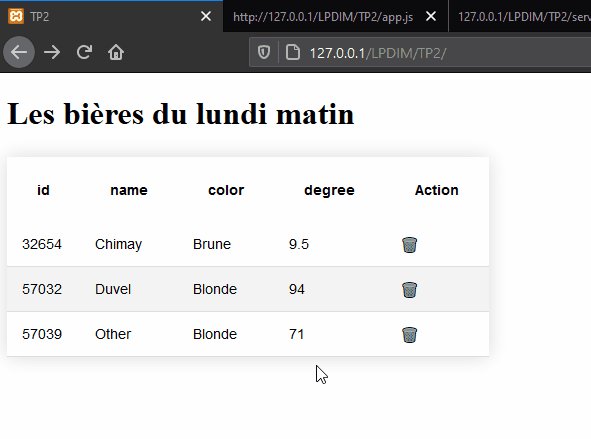 TP2
http://127.0.0.1/LPDIM/TP2/app.js
127.0.0.1/LPDIM/TP2/serv
127.0.0.1/LPDIM/TP2/
Les bières du lundi matin
id name color degree Action
32654 Chimay Brune 9.5
57032 Duvel Blonde 94
57039 Other Blonde 71